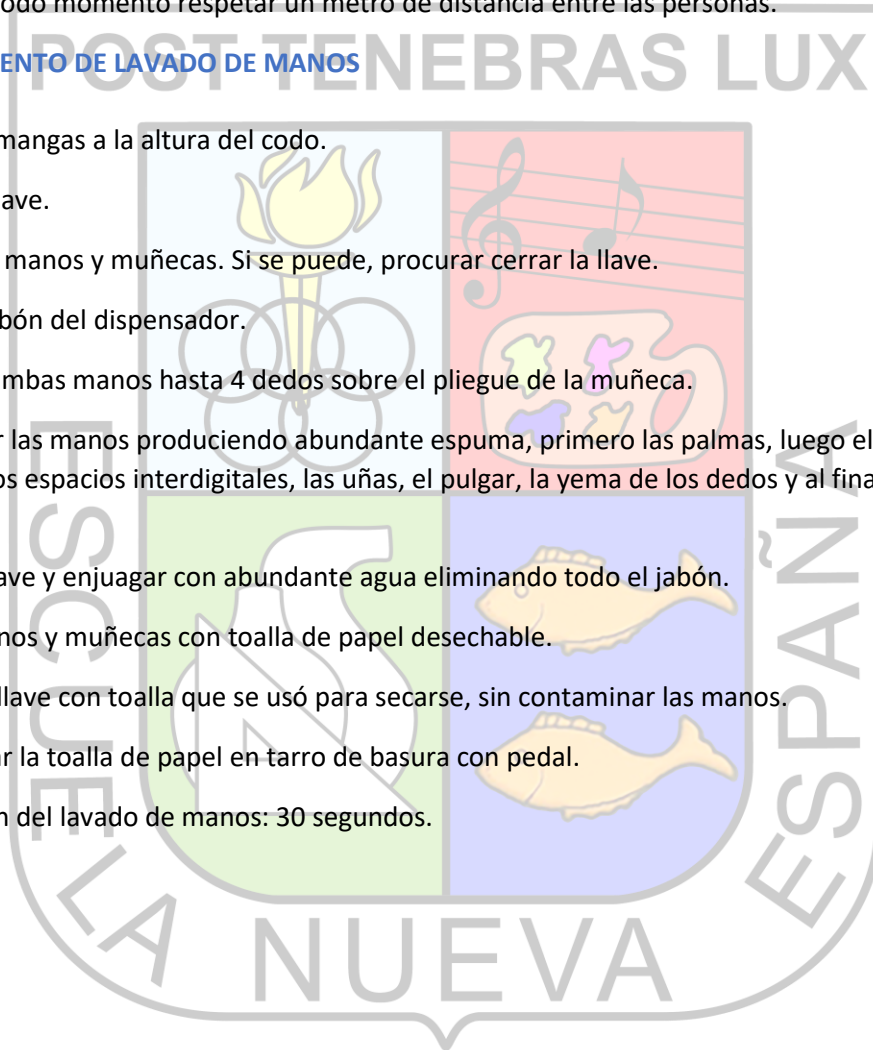 odo momento respetar un metro de distancia entre las personas.
POST TENEBRAS LUX
ENTO DE LAVADO DE MANOS
mangas a la altura del codo.
ave.
manos y muñecas. Si se puede, procurar cerrar la llave.
bón del dispensador.
mbas manos hasta 4 dedos sobre el pliegue de la muñeca.
r las manos produciendo abundante espuma, primero las palmas, luego el
os espacios interdigitales, las uñas, el pulgar, la yema de los dedos y al fina
ave y enjuagar con abundante agua eliminando todo el jabón.
nos y muñecas con toalla de papel desechable.
llave con toalla que se usó para secarse, sin contaminar las manos.
ar la toalla de papel en tarro de basura con pedal.
n del lavado de manos: 30 segundos.
ESCUELA NUEVA ESPAÑA